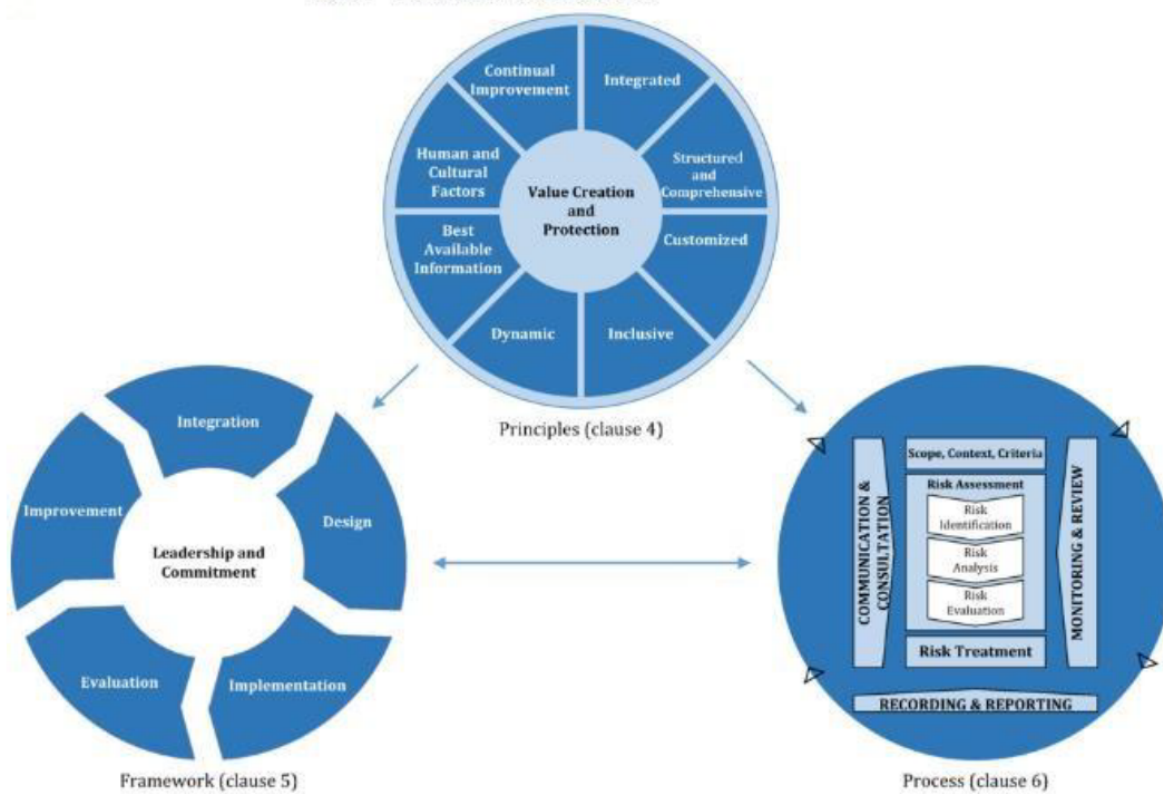 Continual
Improvement
Integrated
Human and
Cultural
Factors
Structured
and
Comprehensive
Value Creation
and
Protection
Best
Available
Information
Customized
Dynamic
Inclusive
Principles (clause 4)
Integration
Improvement
Design
Leadership and
Commitment
Evaluation
Implementation
Framework (clause 5)
Scope, Context, Criteria
Risk Assessment
Risk
Identification
Risk
Analysis
Risk
Evaluation
Risk Treatment
COMMUNICATION &
CONSULTATION
MONITORING & REVIEW
RECORDING & REPORTING
Process (clause 6)